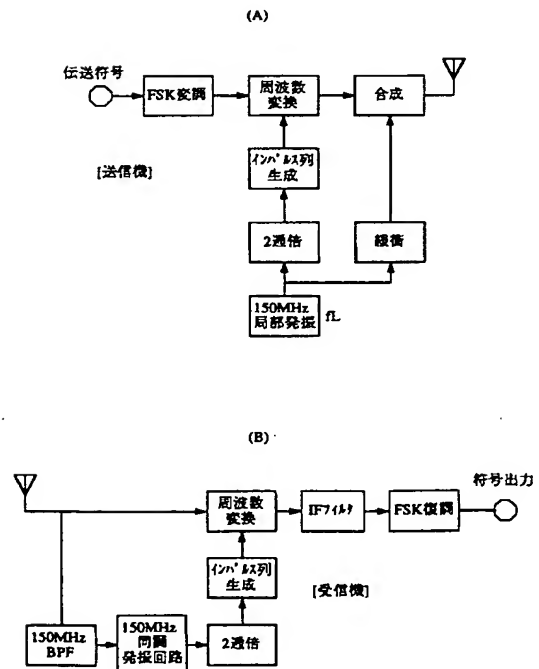 (A)
伝送符号
FSK変調
周波数
変換
合成
[送信機]
インパルス列
生成
2逓倍
緩衝
150MHz
局部発振
fL
(B)
符号出力
周波数
変換
IFフィルタ
FSK復調
インパルス列
生成
[受信機]
150MHz
BPF
150MHz
同調
発振回路
2逓倍